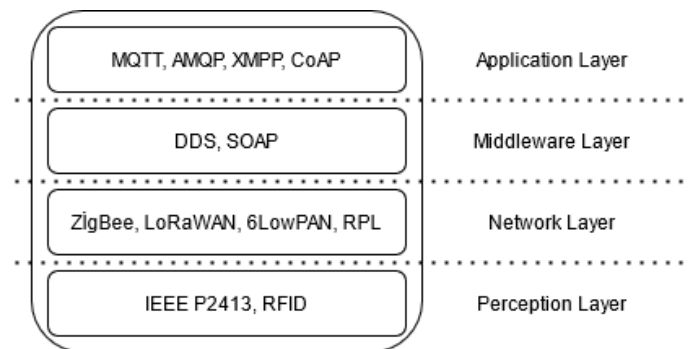 MQTT, AMQP, XMPP, CoAP Application Layer
DDS, SOAP Middleware Layer
ZİgBee, LoRaWAN, 6LowPAN, RPL Network Layer
IEEE P2413, RFID Perception Layer